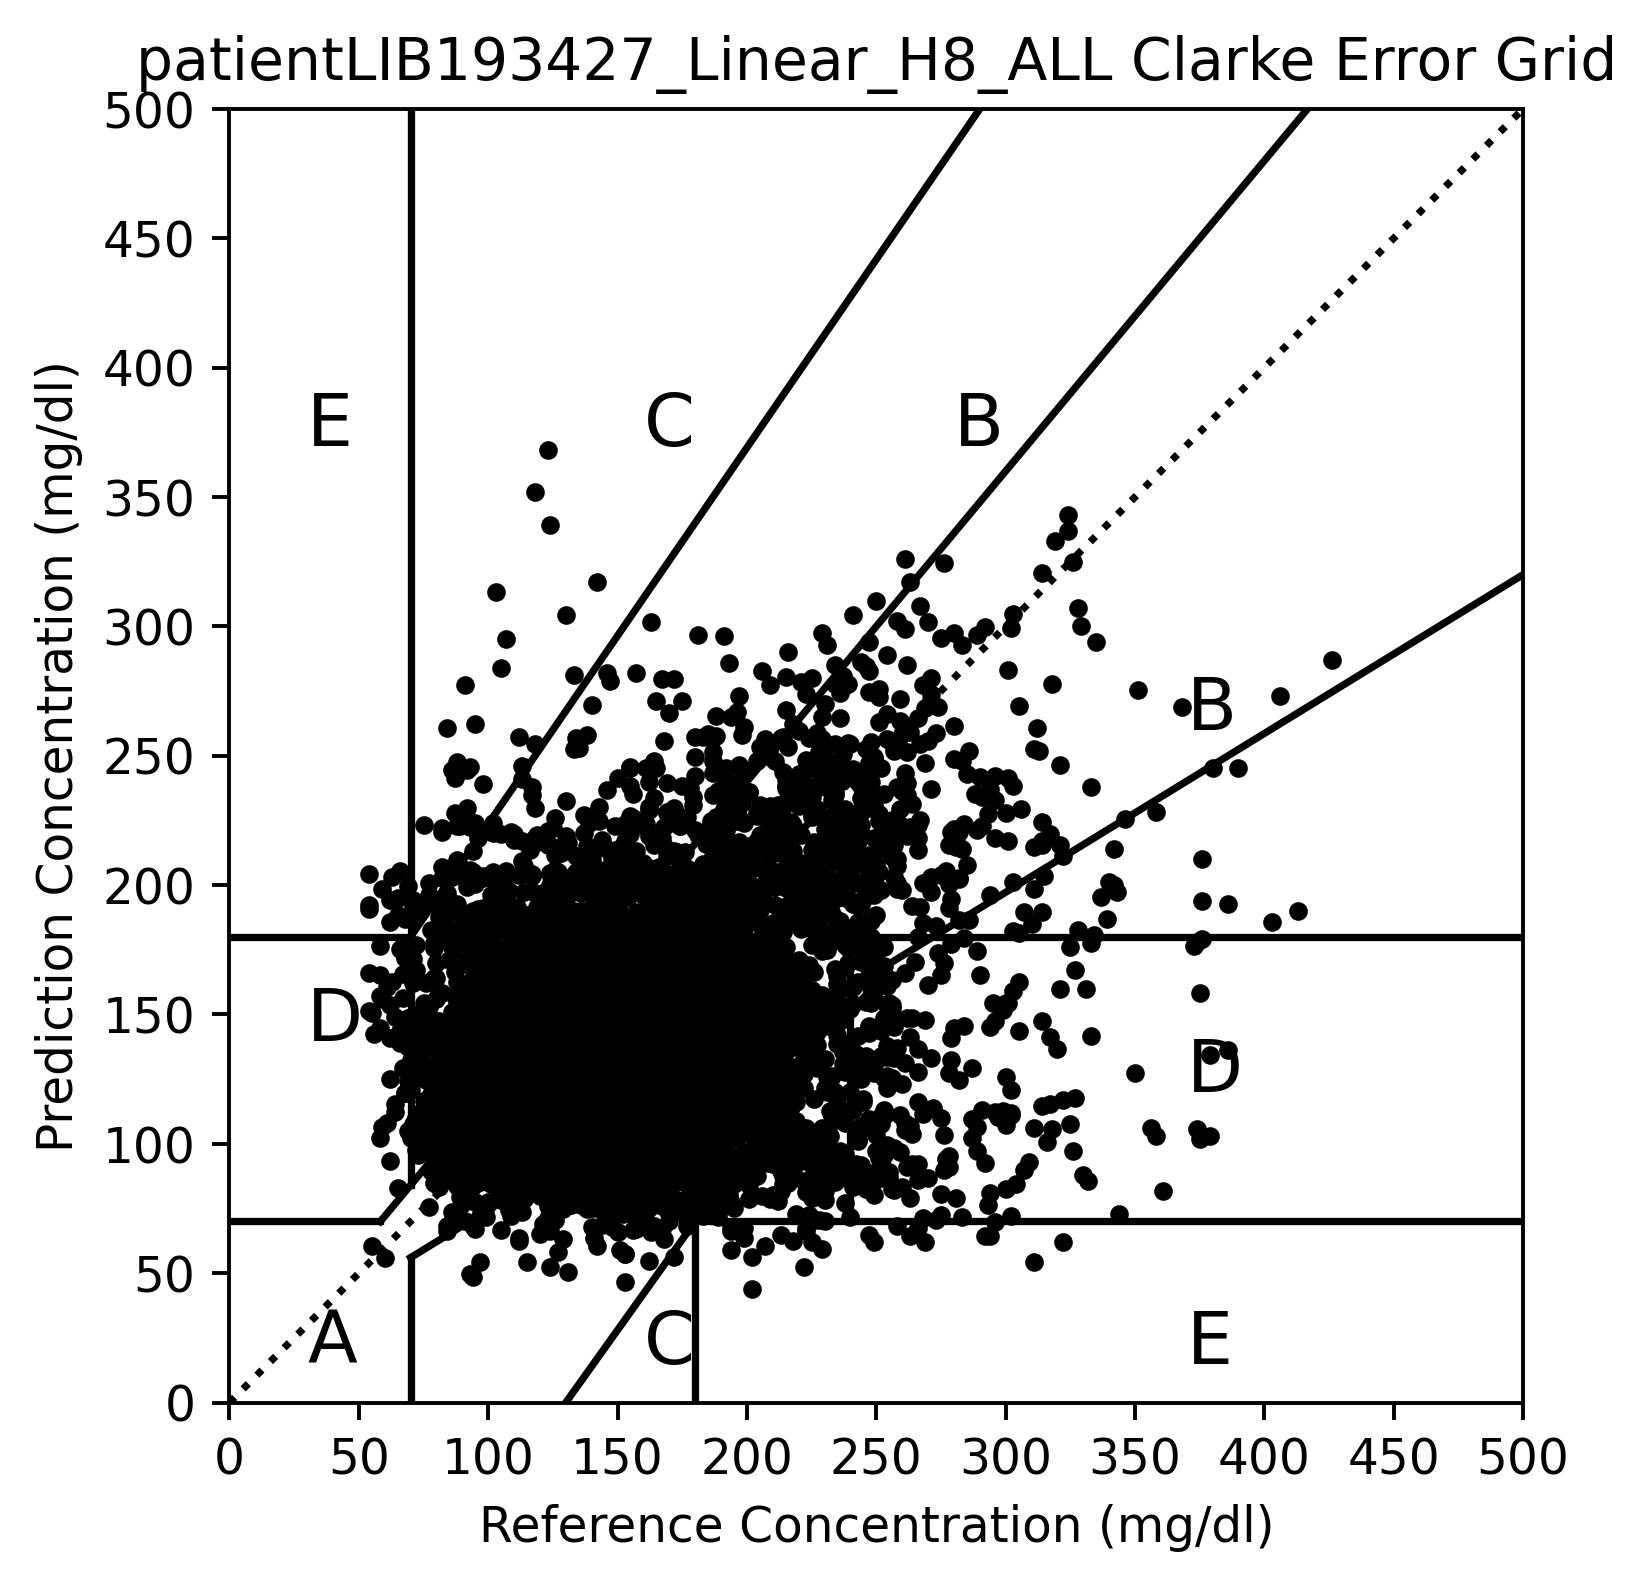 patientLIB193427_Linear_H8_ALL Clarke Error Grid
500
450
400
350
300
250
200
150
100
50
0
Prediction Concentration (mg/dl)
E
C
B
B
D
D
A
C
E
0 50 100 150 200 250 300 350 400 450 500
Reference Concentration (mg/dl)